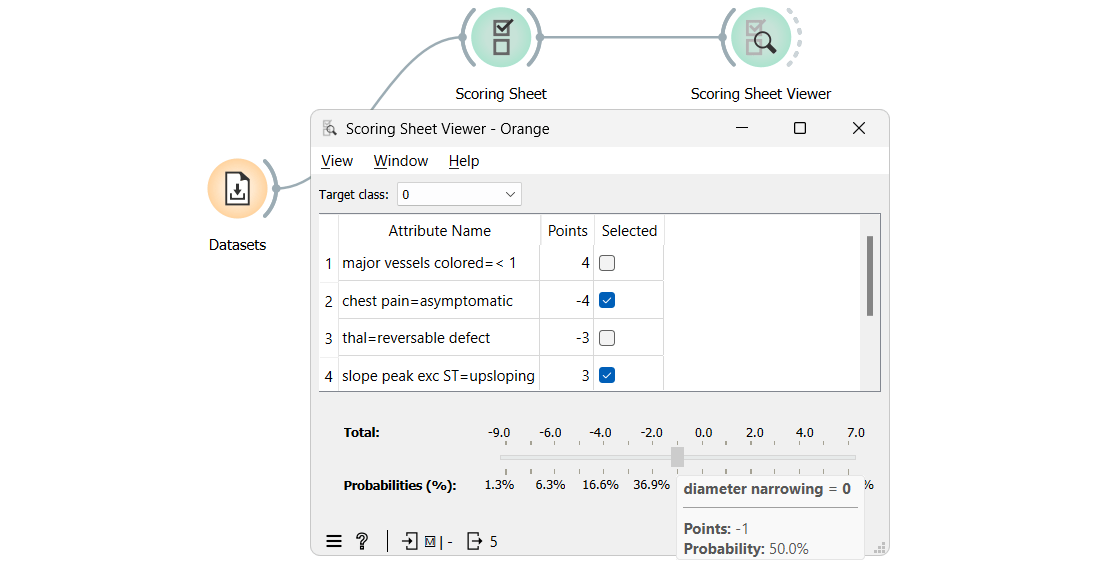 Scoring Sheet
Scoring Sheet Viewer
Scoring Sheet Viewer - Orange
View Window Help
Target class: 0
Datasets
Attribute Name Points Selected
1 major vessels colored=< 1 4
2 chest pain=asymptomatic -4
3 thal=reversable defect -3
4 slope peak exc ST=upsloping 3
Total: -9.0 -6.0 -4.0 -2.0 0.0 2.0 4.0 7.0
Probabilities (%): 1.3% 6.3% 16.6% 36.9% %
diameter narrowing = 0
Points: -1
Probability: 50.0%
? M | - 5